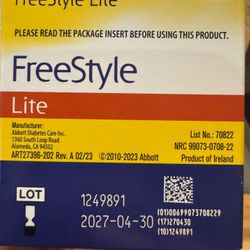 FreeStyle Lite
PLEASE READ THE PACKAGE INSERT BEFORE USING THIS PRODUCT.
FreeStyle
Lite
Manufacturer:
Abbott Diabetes Care Inc.
1360 South Loop Road
Alameda, CA 94502
ART27396-202 Rev. A 02/23 ©2010-2023 Abbott
List No.: 70822
NRC 99073-0708-22
Product of Ireland
LOT
1249891
2027-04-30
(01)00699073708229
(17)270430
(10)1249891